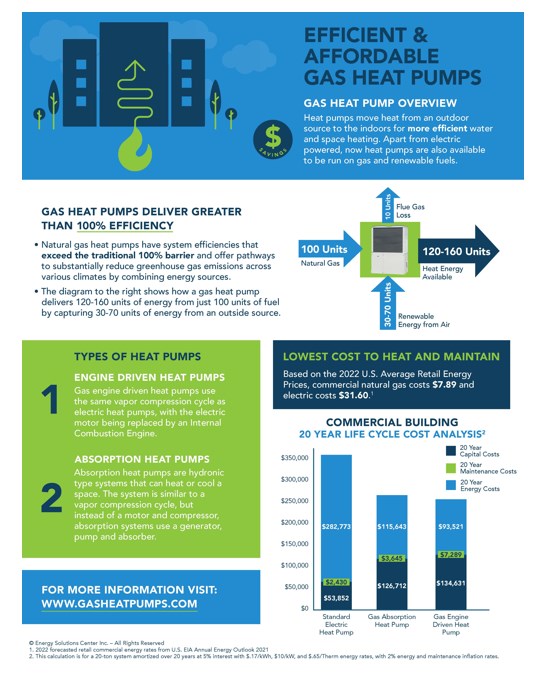 EFFICIENT &
AFFORDABLE
GAS HEAT PUMPS
GAS HEAT PUMP OVERVIEW
Heat pumps move heat from an outdoor
source to the indoors for more efficient water
and space heating. Apart from electric
powered, now heat pumps are also available
to be run on gas and renewable fuels.
$
SAVINGS
GAS HEAT PUMPS DELIVER GREATER
THAN 100% EFFICIENCY
• Natural gas heat pumps have system efficiencies that
exceed the traditional 100% barrier and offer pathways
to substantially reduce greenhouse gas emissions across
various climates by combining energy sources.
• The diagram to the right shows how a gas heat pump
delivers 120-160 units of energy from just 100 units of fuel
by capturing 30-70 units of energy from an outside source.
10 Units
Flue Gas
Loss
100 Units
Natural Gas
120-160 Units
Heat Energy
Available
30-70 Units
Renewable
Energy from Air
TYPES OF HEAT PUMPS
1
ENGINE DRIVEN HEAT PUMPS
Gas engine driven heat pumps use
the same vapor compression cycle as
electric heat pumps, with the electric
motor being replaced by an Internal
Combustion Engine.
2
ABSORPTION HEAT PUMPS
Absorption heat pumps are hydronic
type systems that can heat or cool a
space. The system is similar to a
vapor compression cycle, but
instead of a motor and compressor,
absorption systems use a generator,
pump and absorber.
FOR MORE INFORMATION VISIT:
WWW.GASHEATPUMPS.COM
LOWEST COST TO HEAT AND MAINTAIN
Based on the 2022 U.S. Average Retail Energy
Prices, commercial natural gas costs $7.89 and
electric costs $31.60.¹
COMMERCIAL BUILDING
20 YEAR LIFE CYCLE COST ANALYSIS²
20 Year
Capital Costs
20 Year
Maintenance Costs
20 Year
Energy Costs
$350,000
$300,000
$250,000
$200,000
$150,000
$100,000
$50,000
$0
$282,773
$2,430
$53,852
$115,643
$3,645
$126,712
$93,521
$7,289
$134,631
Standard
Electric
Heat Pump
Gas Absorption
Heat Pump
Gas Engine
Driven Heat
Pump
© Energy Solutions Center Inc. – All Rights Reserved
1. 2022 forecasted retail commercial energy rates from U.S. EIA Annual Energy Outlook 2021
2. This calculation is for a 20-ton system amortized over 20 years at 5% interest with $.17/kWh, $10/kW, and $.65/Therm energy rates, with 2% energy and maintenance inflation rates.